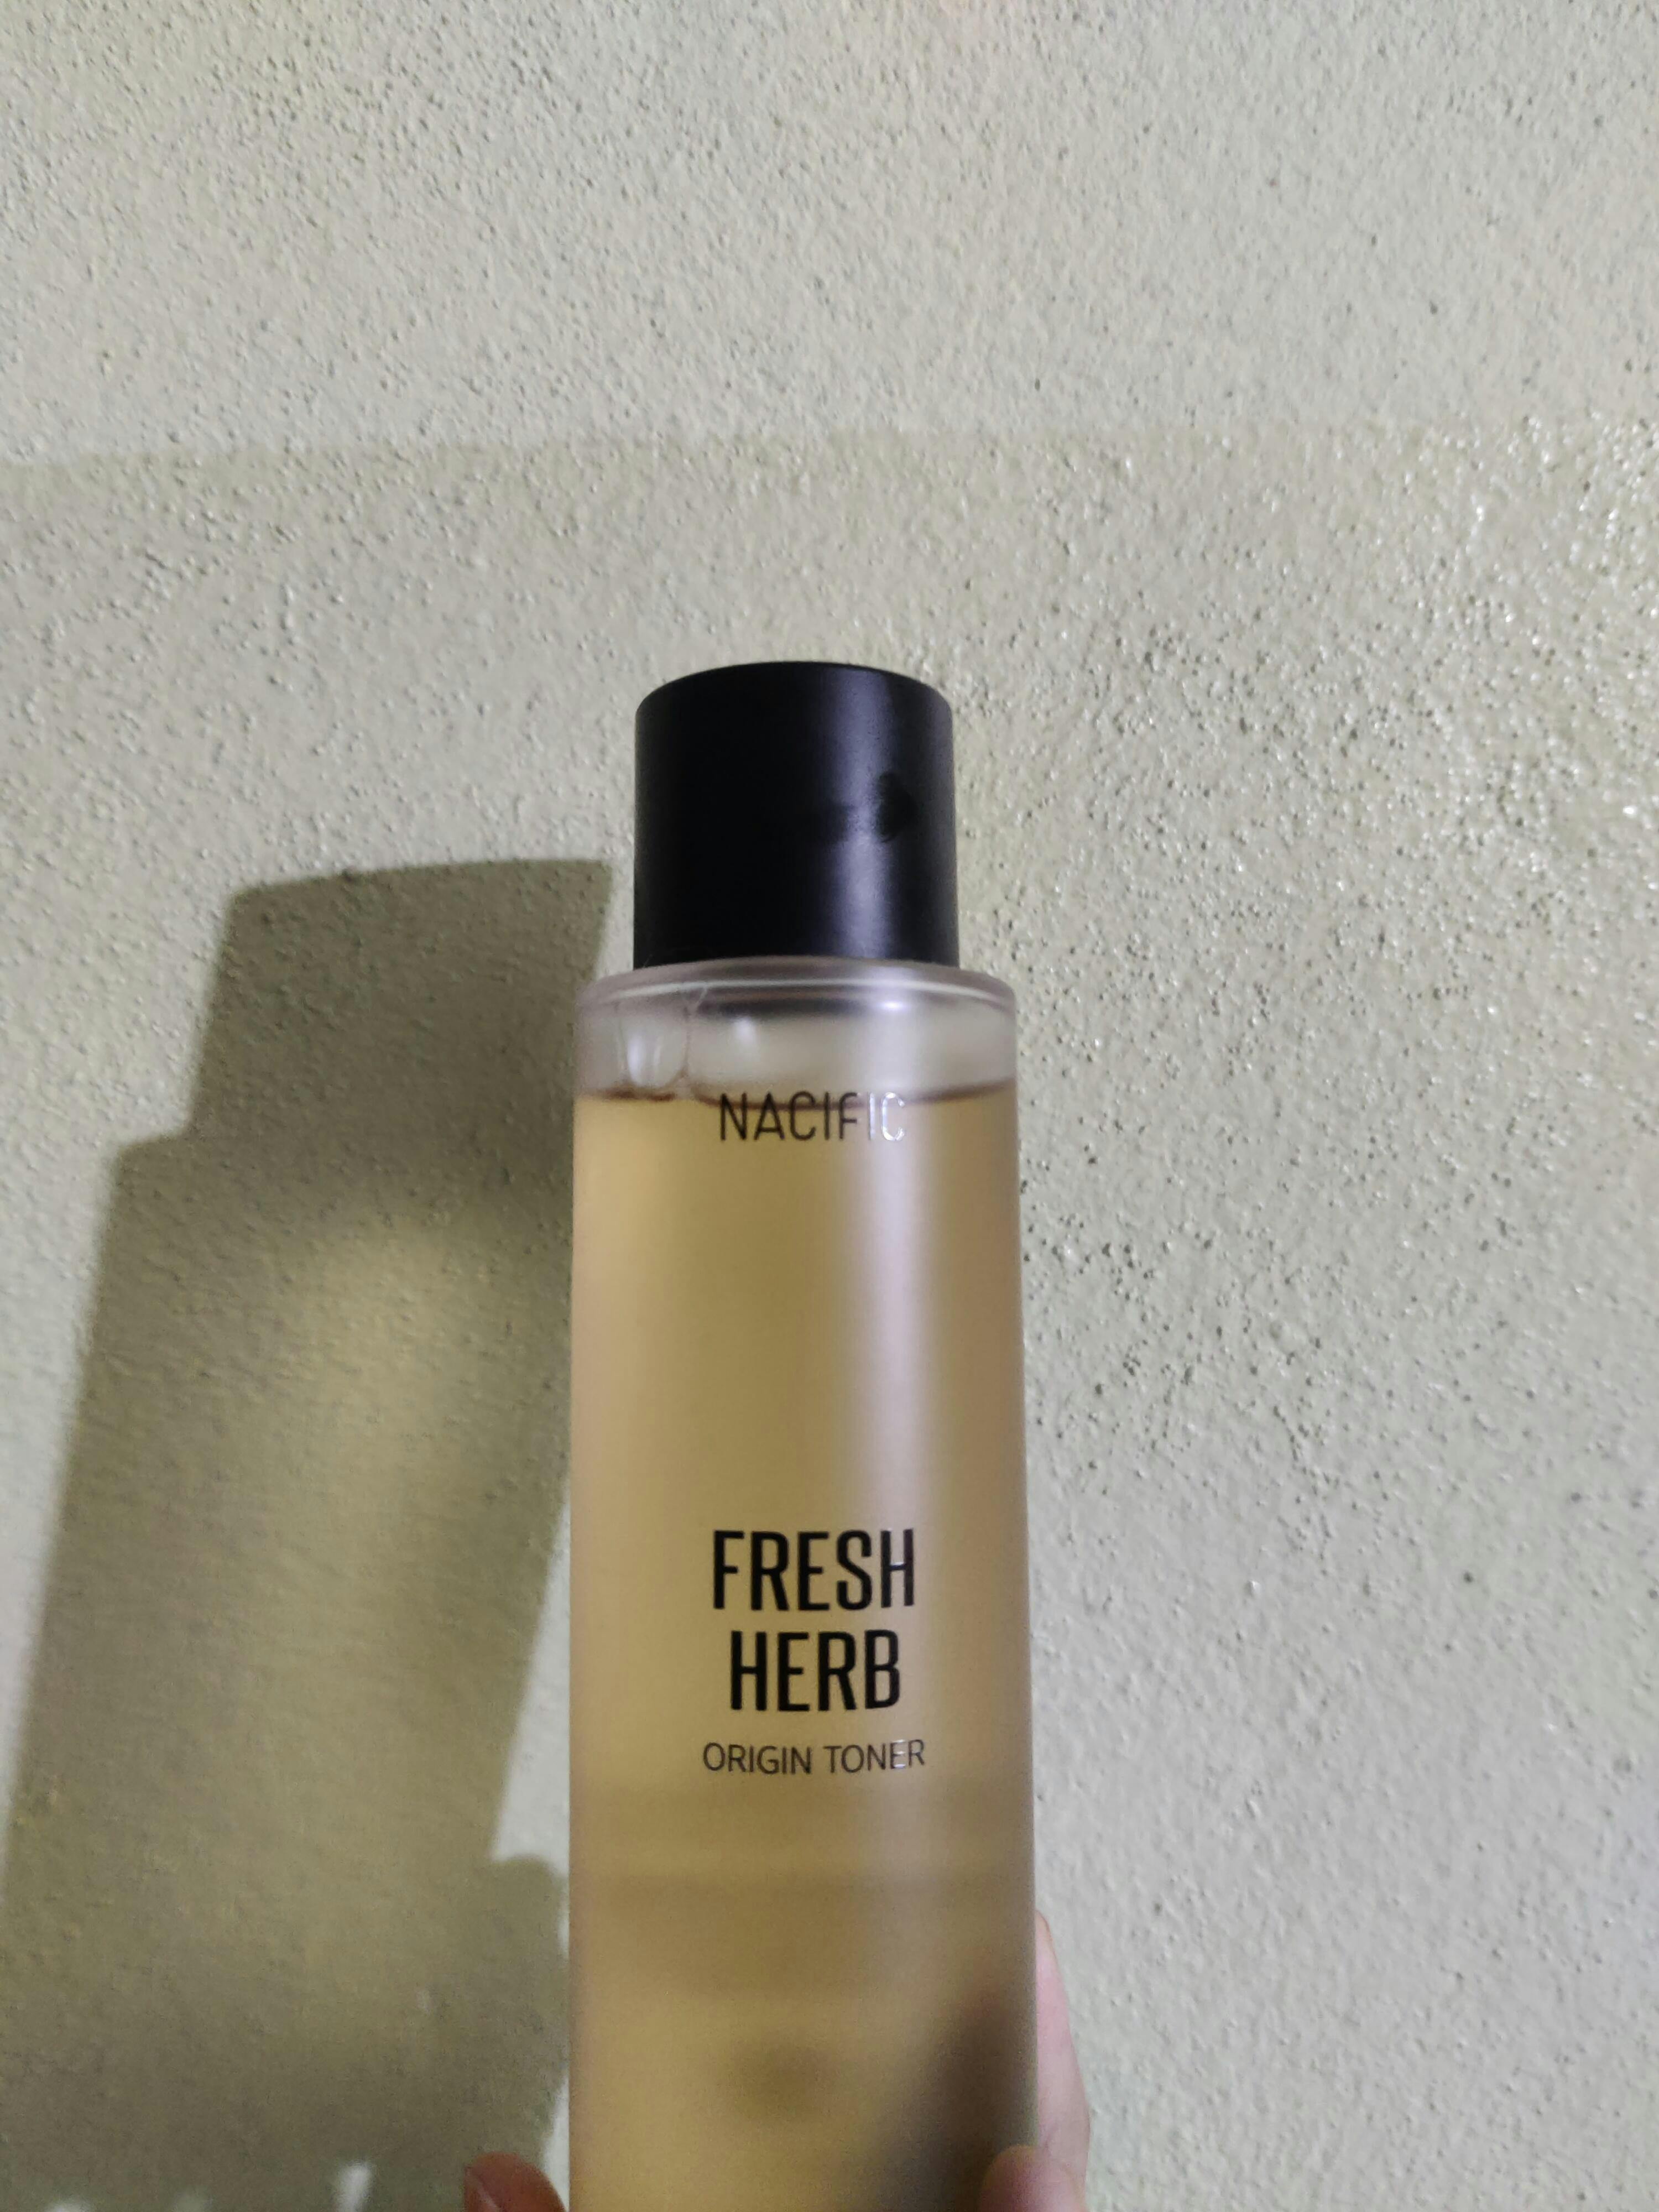 NACIFIC
FRESH
HERB
ORIGIN TONER